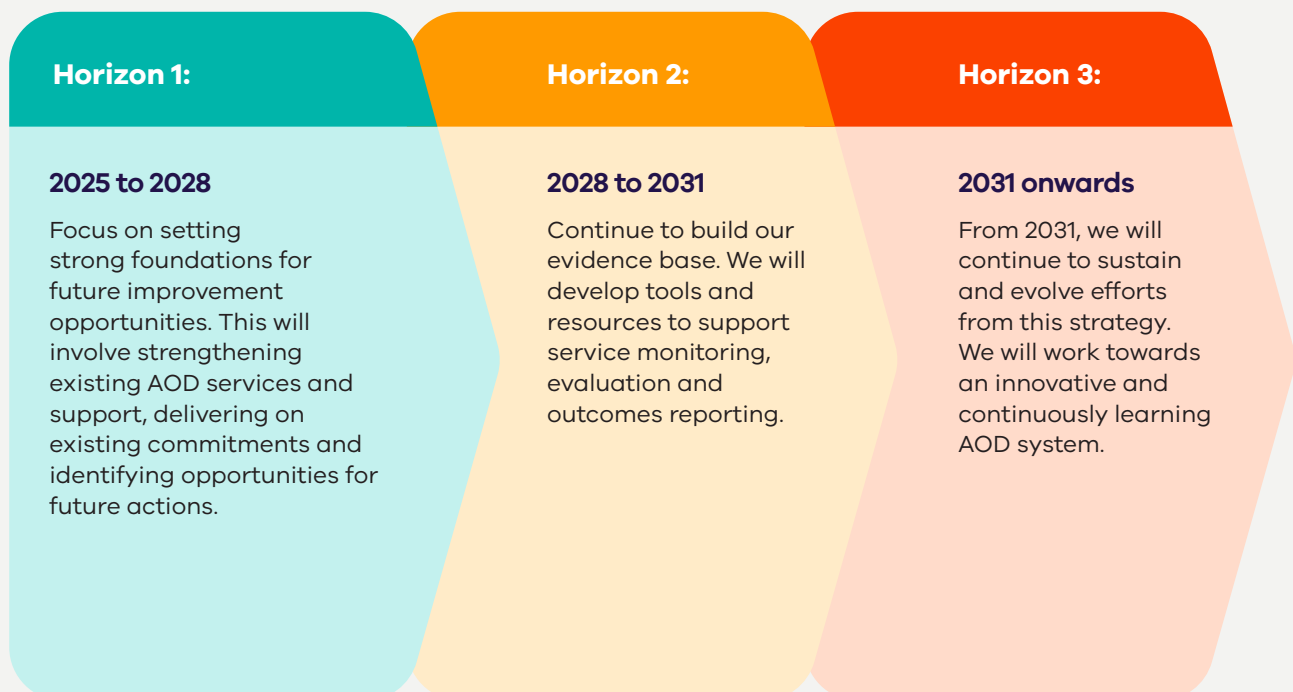 Horizon 1:
2025 to 2028
Focus on setting
strong foundations for
future improvement
opportunities. This will
involve strengthening
existing AOD services and
support, delivering on
existing commitments and
identifying opportunities for
future actions.
Horizon 2:
2028 to 2031
Continue to build our
evidence base. We will
develop tools and
resources to support
service monitoring,
evaluation and
outcomes reporting.
Horizon 3:
2031 onwards
From 2031, we will
continue to sustain
and evolve efforts
from this strategy.
We will work towards
an innovative and
continuously learning
AOD system.